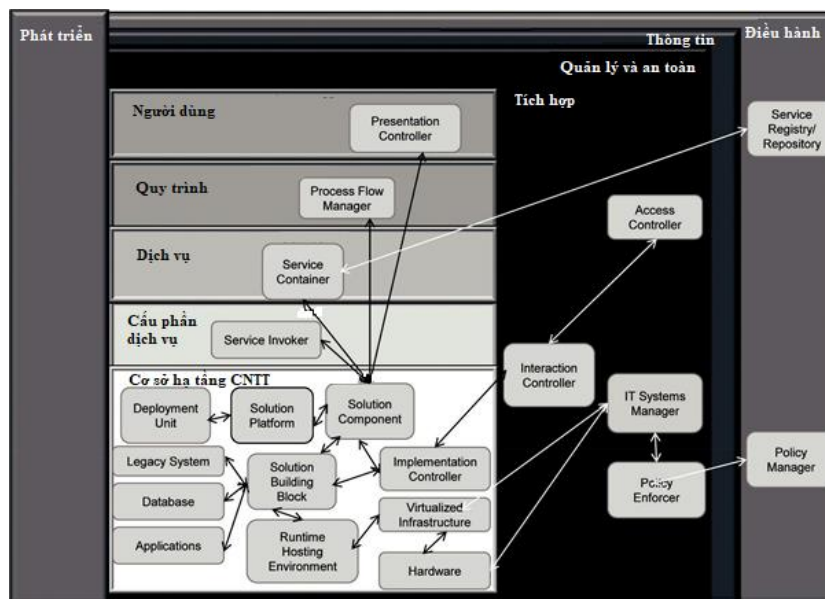 Phát triển
Thông tin
Điều hành
Quản lý và an toàn
Tích hợp
Người dùng
Presentation
Controller
Service
Registry/
Repository
Quy trình
Process Flow
Manager
Access
Controller
Dịch vụ
Service
Container
Cấu phần
dịch vụ
Service Invoker
Interaction
Controller
Cơ sở hạ tầng CNTT
Deployment
Unit
Solution
Platform
Solution
Component
IT Systems
Manager
Legacy System
Solution
Building
Block
Implementation
Controller
Policy
Manager
Database
Policy
Enforcer
Virtualized
Infrastructure
Applications
Runtime
Hosting
Environment
Hardware